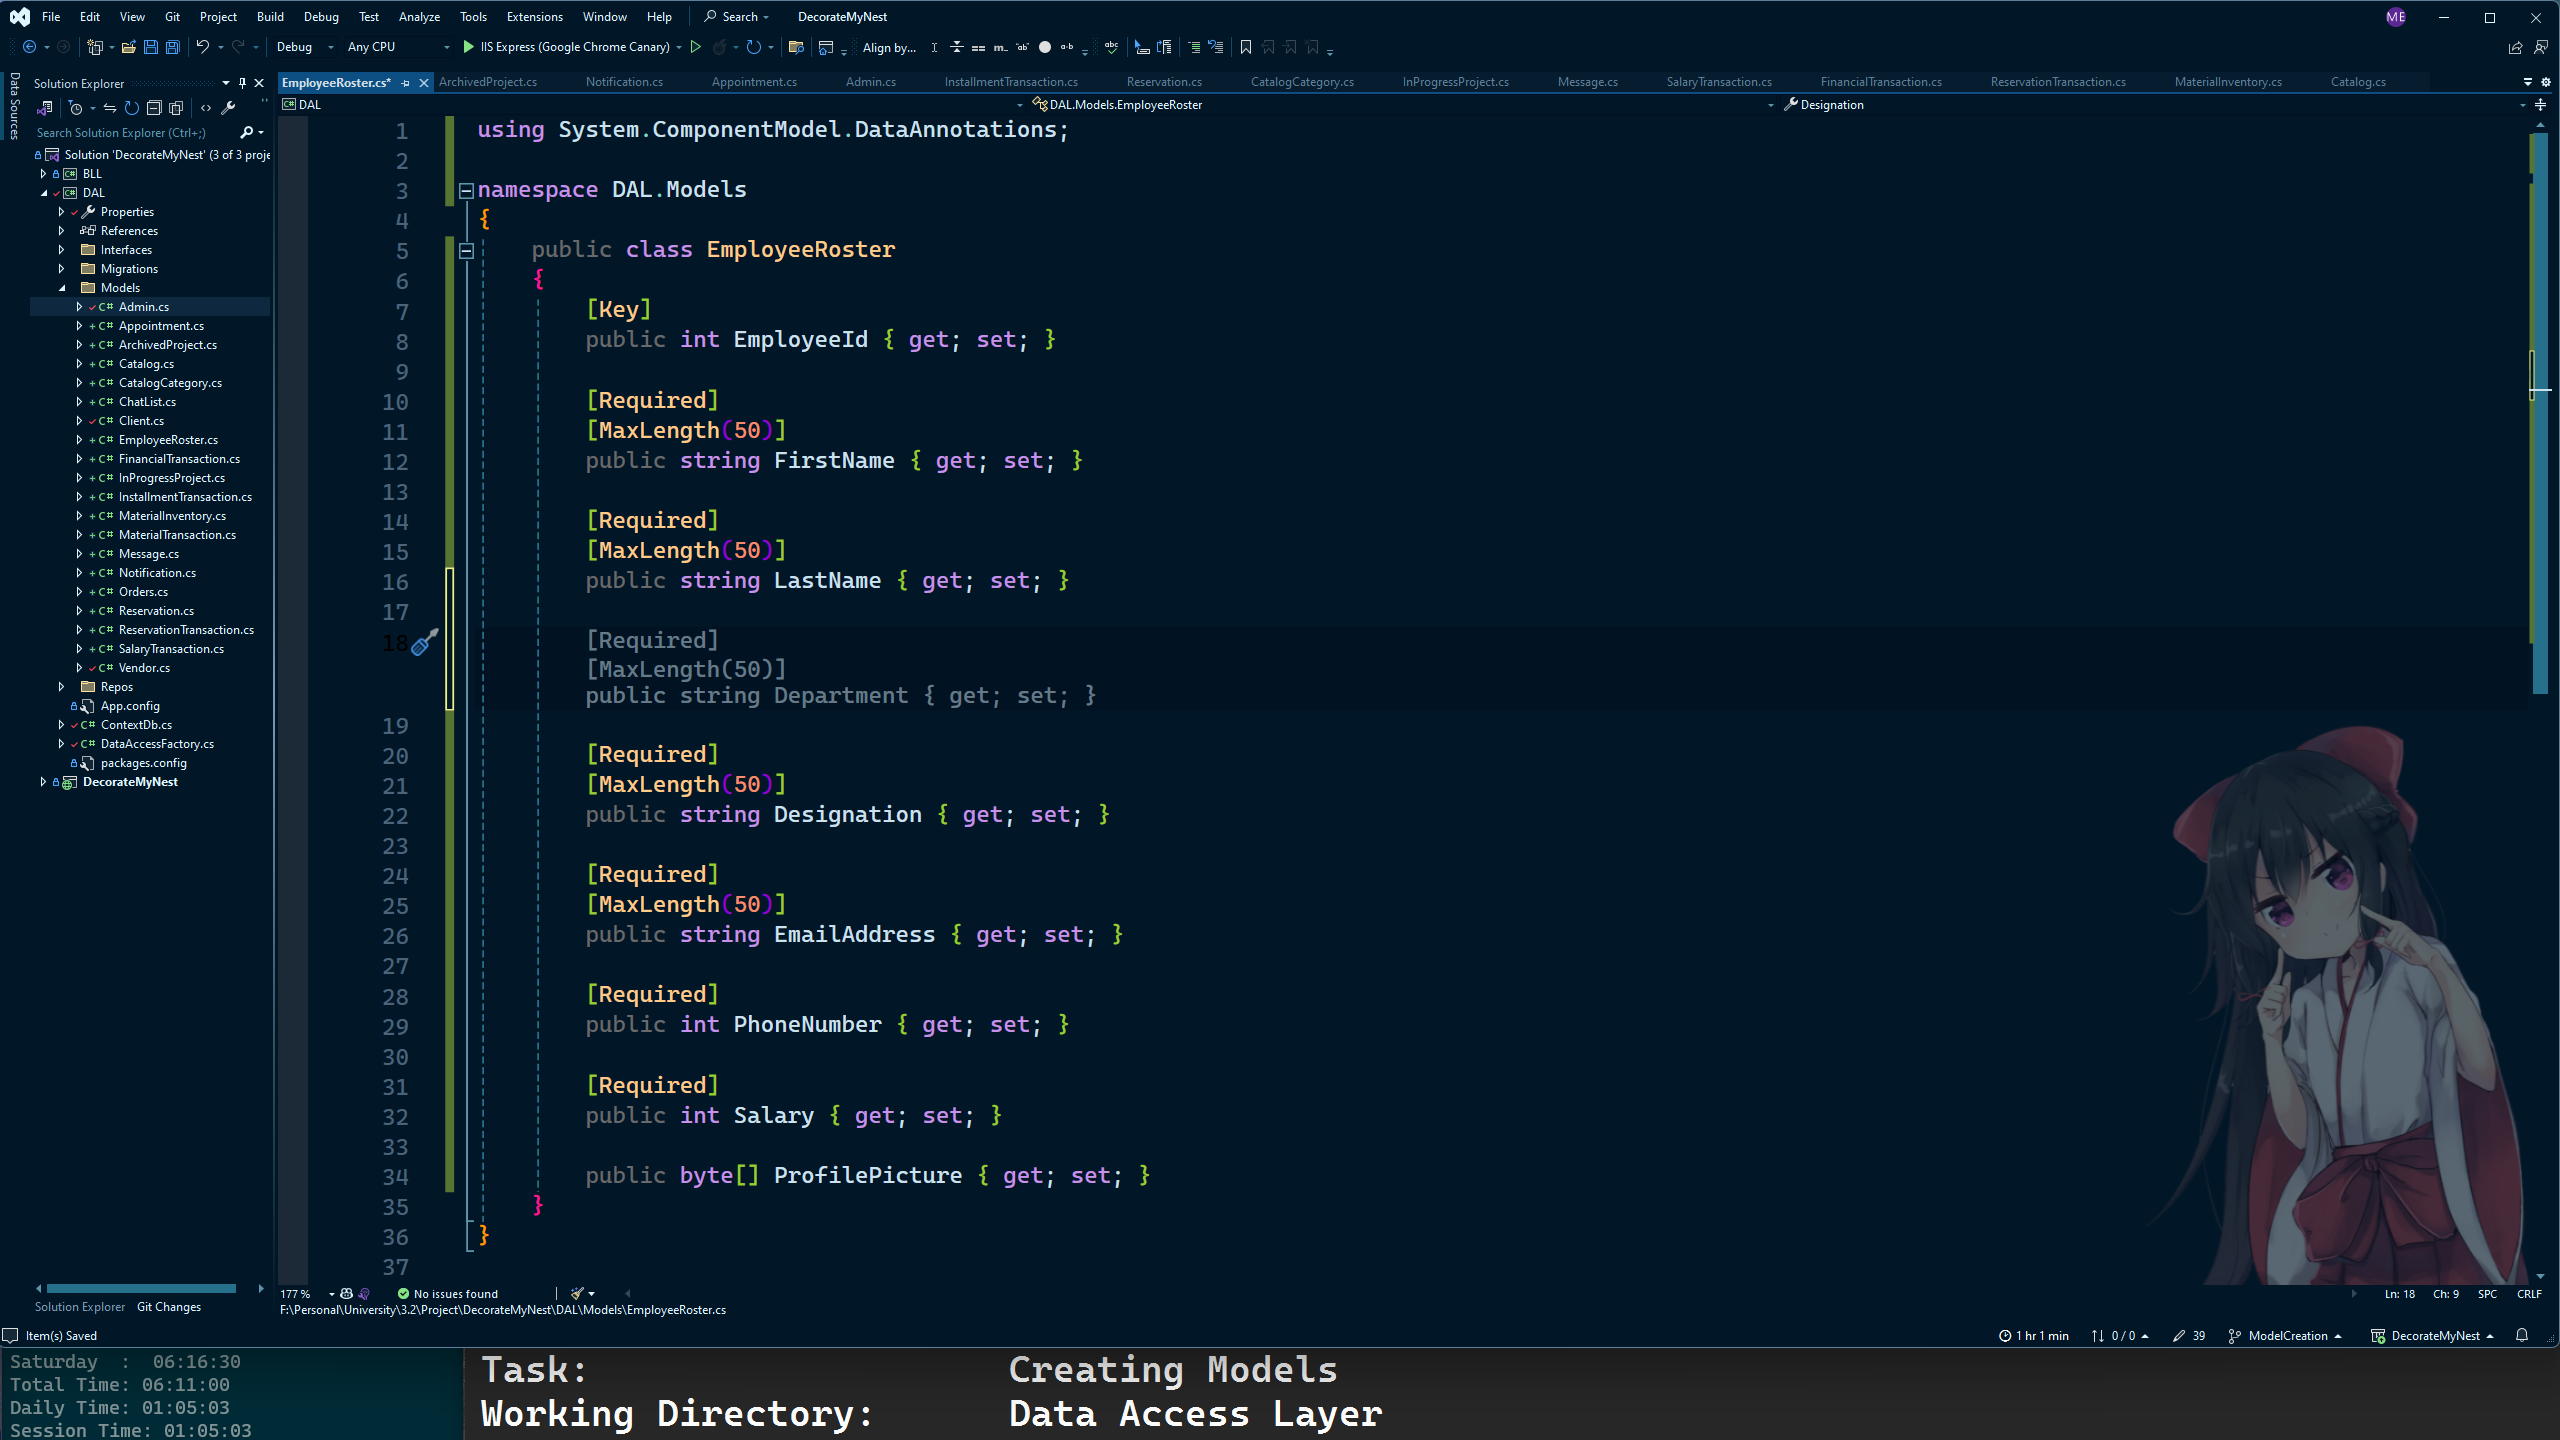 File Edit View Git Project Build Debug Test Analyze Tools Extensions Window Help Search DecorateMyNest ME
Debug Any CPU IIS Express (Google Chrome Canary) Align by...
Data Sources
Solution Explorer
Search Solution Explorer (Ctrl+;)
Solution 'DecorateMyNest' (3 of 3 proje
BLL
DAL
Properties
References
Interfaces
Migrations
Models
C# Admin.cs
C# Appointment.cs
C# ArchivedProject.cs
C# Catalog.cs
C# CatalogCategory.cs
C# ChatList.cs
C# Client.cs
C# EmployeeRoster.cs
C# FinancialTransaction.cs
C# InProgressProject.cs
C# InstallmentTransaction.cs
C# MaterialInventory.cs
C# MaterialTransaction.cs
C# Message.cs
C# Notification.cs
C# Orders.cs
C# Reservation.cs
C# ReservationTransaction.cs
C# SalaryTransaction.cs
C# Vendor.cs
Repos
App.config
C# ContextDb.cs
C# DataAccessFactory.cs
packages.config
DecorateMyNest
Solution Explorer Git Changes
EmployeeRoster.cs* ArchivedProject.cs Notification.cs Appointment.cs Admin.cs InstallmentTransaction.cs Reservation.cs CatalogCategory.cs InProgressProject.cs Message.cs SalaryTransaction.cs FinancialTransaction.cs ReservationTransaction.cs MaterialInventory.cs Catalog.cs
DAL DAL.Models.EmployeeRoster Designation
1 using System.ComponentModel.DataAnnotations;
2
3 namespace DAL.Models
4 {
5 public class EmployeeRoster
6 {
7 [Key]
8 public int EmployeeId { get; set; }
9
10 [Required]
11 [MaxLength(50)]
12 public string FirstName { get; set; }
13
14 [Required]
15 [MaxLength(50)]
16 public string LastName { get; set; }
17
18 [Required]
[MaxLength(50)]
public string Department { get; set; }
19
20 [Required]
21 [MaxLength(50)]
22 public string Designation { get; set; }
23
24 [Required]
25 [MaxLength(50)]
26 public string EmailAddress { get; set; }
27
28 [Required]
29 public int PhoneNumber { get; set; }
30
31 [Required]
32 public int Salary { get; set; }
33
34 public byte[] ProfilePicture { get; set; }
35 }
36 }
37
177 % No issues found Ln: 18 Ch: 9 SPC CRLF
F:\Personal\University\3.2\Project\DecorateMyNest\DAL\Models\EmployeeRoster.cs
Item(s) Saved 1 hr 1 min 0 / 0 39 ModelCreation DecorateMyNest
Saturday : 06:16:30
Total Time: 06:11:00
Daily Time: 01:05:03
Session Time: 01:05:03
Task: Creating Models
Working Directory: Data Access Layer